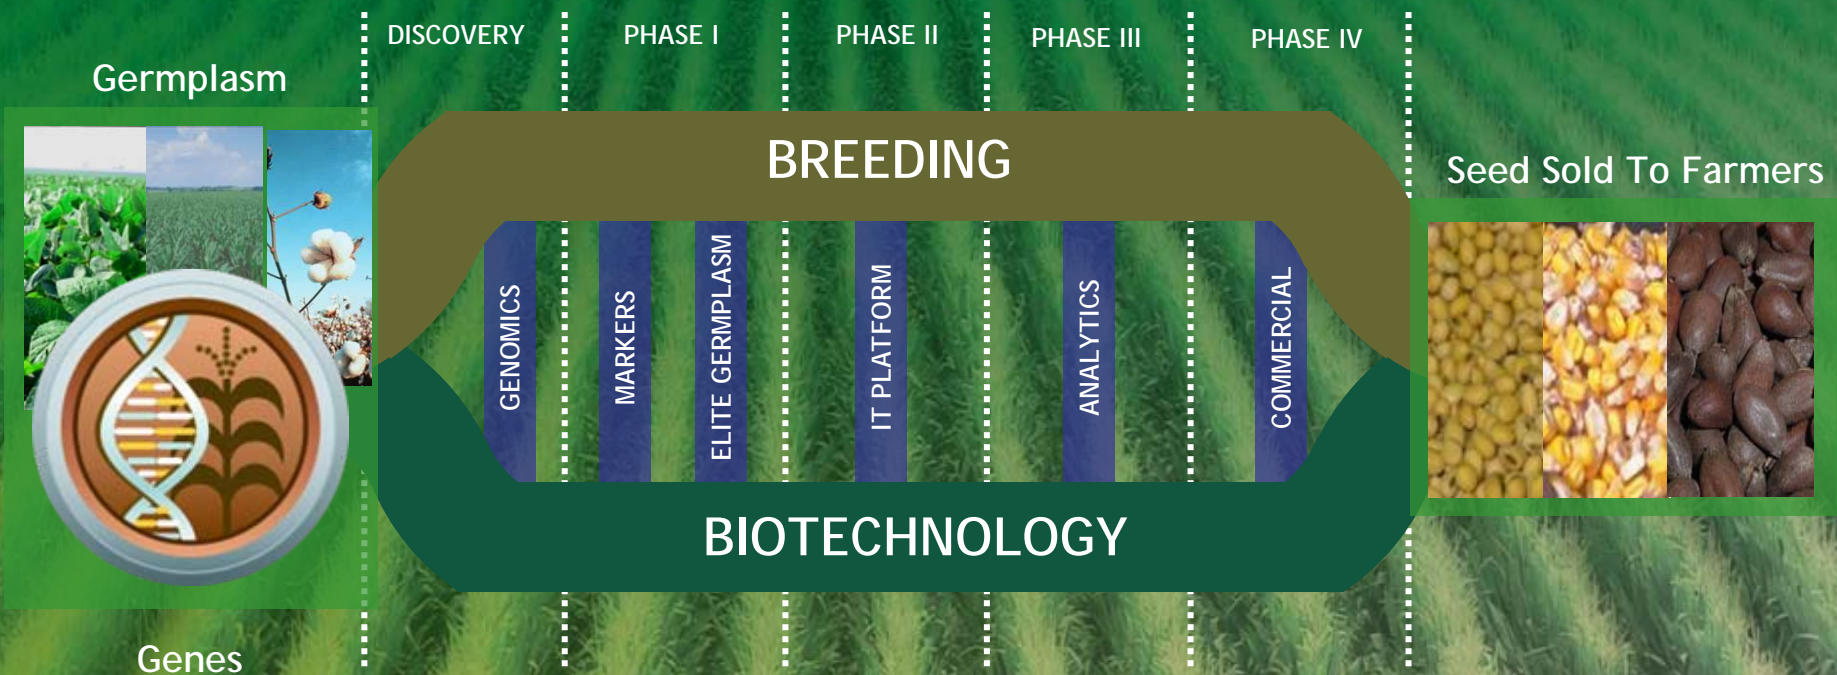 DISCOVERY
PHASE I
PHASE II
PHASE III
PHASE IV
Germplasm
BREEDING
Seed Sold To Farmers
GENOMICS
MARKERS
ELITE GERMPLASM
IT PLATFORM
ANALYTICS
COMMERCIAL
BIOTECHNOLOGY
Genes